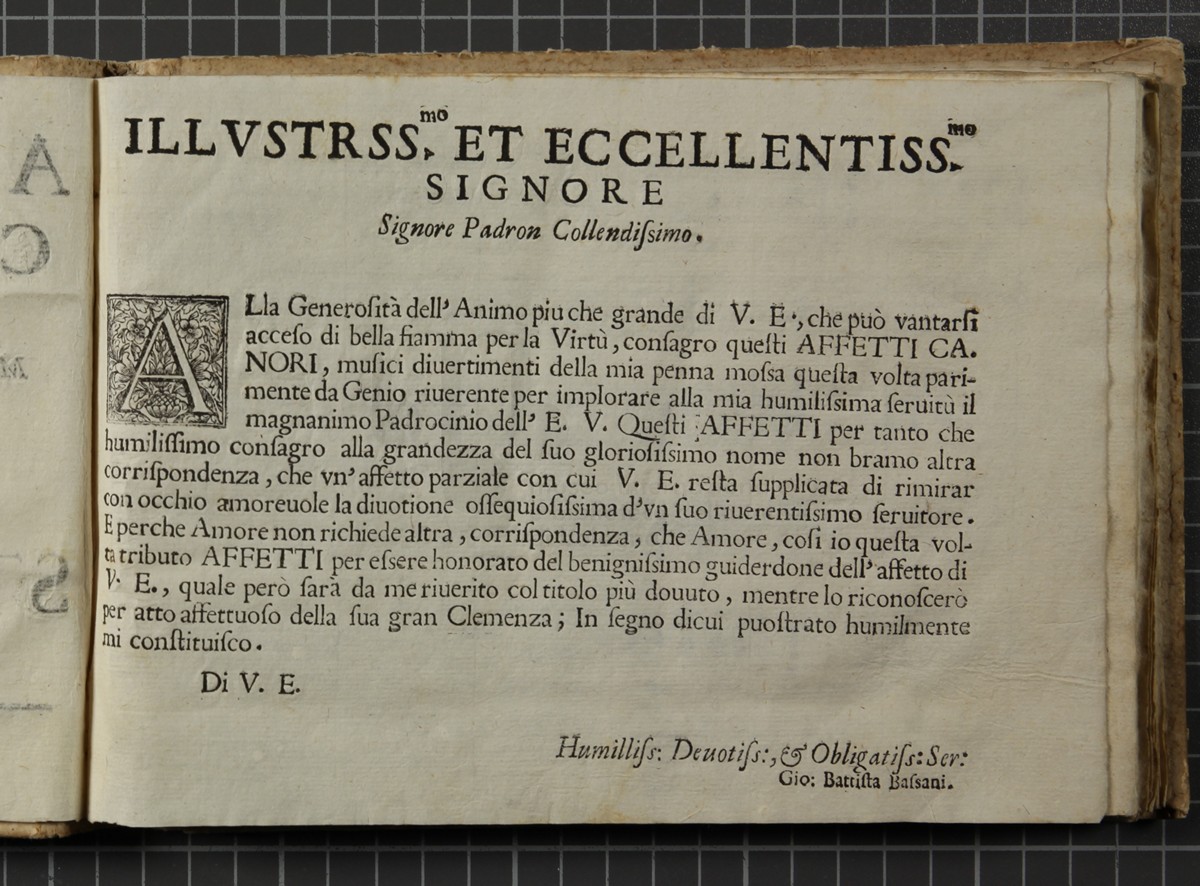 ILLVSTRSS.mo ET ECCELLENTISS.mo
SIGNORE
Signore Padron Collendiſsimo.
ALla Generoſità dell' Animo piu che grande di V. E., che può vantarſi
acceſo di bella fiamma per la Virtù, conſagro queſti AFFETTI CA.
NORI, muſici diuertimenti della mia penna moſsa queſta volta pari-
mente da Genio riuerente per implorare alla mia humiliſsima ſeruitù il
magnanimo Padrocinio dell' E. V. Queſti AFFETTI per tanto che
humiliſſimo conſagro alla grandezza del ſuo glorioſiſsimo nome non bramo altra
corriſpondenza, che vn' affetto parziale con cui V. E. reſta ſupplicata di rimirar
con occhio amoreuole la diuotione oſſequioſiſsima d'vn ſuo riuerentiſsimo ſeruitore.
E perche Amore non richiede altra, corriſpondenza, che Amore, coſi io queſta vol-
ta tributo AFFETTI per eſsere honorato del benigniſsimo guiderdone dell' affetto di
V. E., quale però ſarà da me riuerito col titolo più douuto, mentre lo riconoſcerò
per atto affettuoſo della ſua gran Clemenza; In ſegno dicui puoſtrato humilmente
mi conſtituiſco.
Di V. E.
Humilliſs: Deuotiſs:, & Obligatiſs: Ser:
Gio: Battiſta Baſsani.